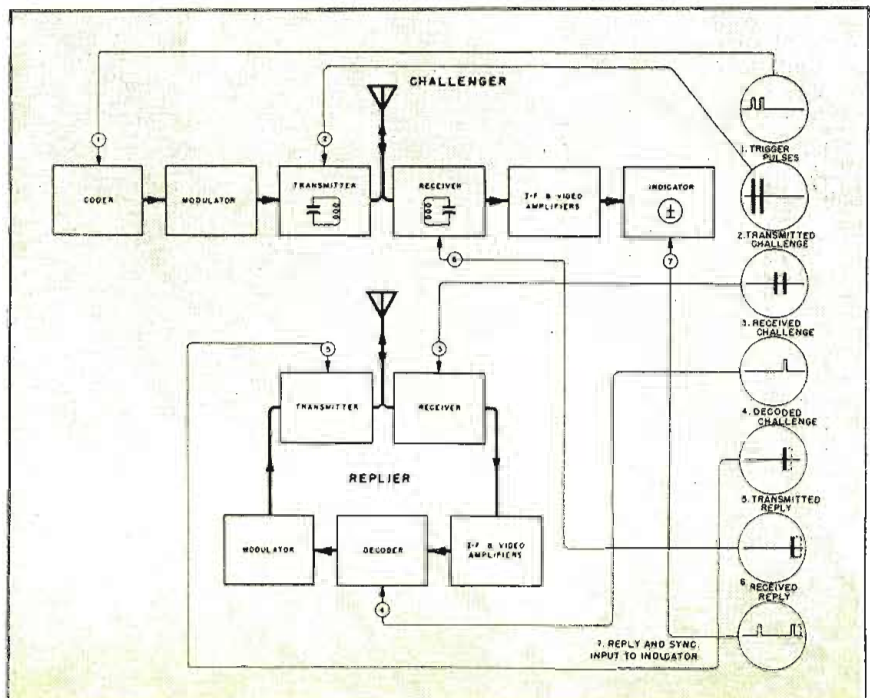 CHALLENGER
1
2
CODER
MODULATOR
TRANSMITTER
RECEIVER
I-F & VIDEO
AMPLIFIERS
INDICATOR
±
6
7
1. TRIGGER
PULSES
2. TRANSMITTED
CHALLENGE
3. RECEIVED
CHALLENGE
4. DECODED
CHALLENGE
5. TRANSMITTED
REPLY
6. RECEIVED
REPLY
7. REPLY AND SYNC.
INPUT TO INDICATOR
5
3
TRANSMITTER
RECEIVER
REPLIER
MODULATOR
DECODER
I-F & VIDEO
AMPLIFIERS
4